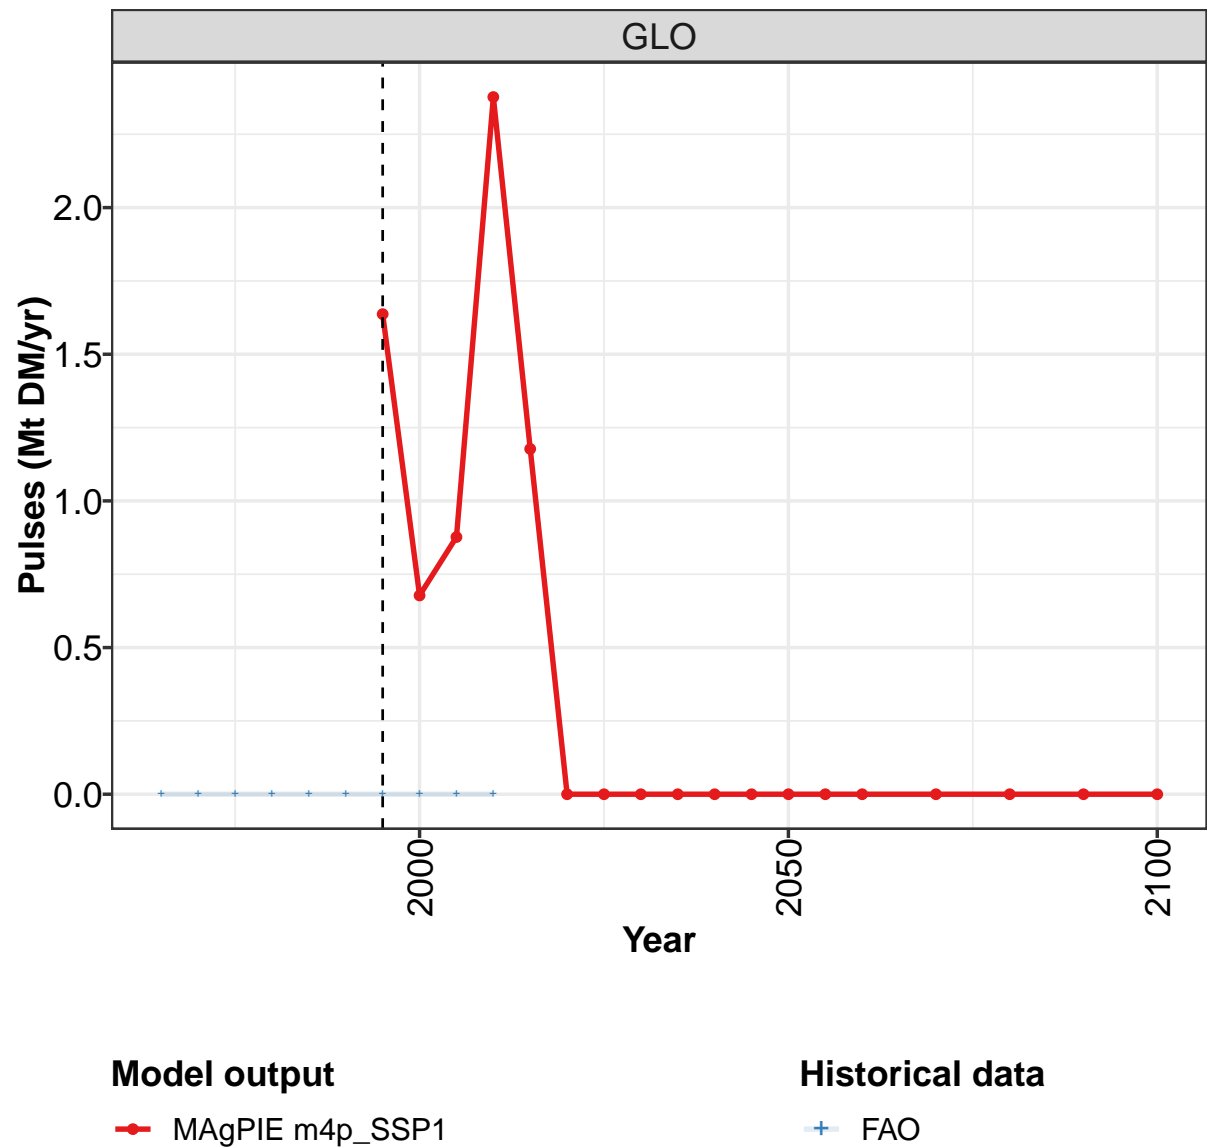 GLO
Pulses (Mt DM/yr)
2.0
1.5
1.0
0.5
0.0
2000
2050
2100
Year
Model output
MAgPIE m4p_SSP1
Historical data
FAO